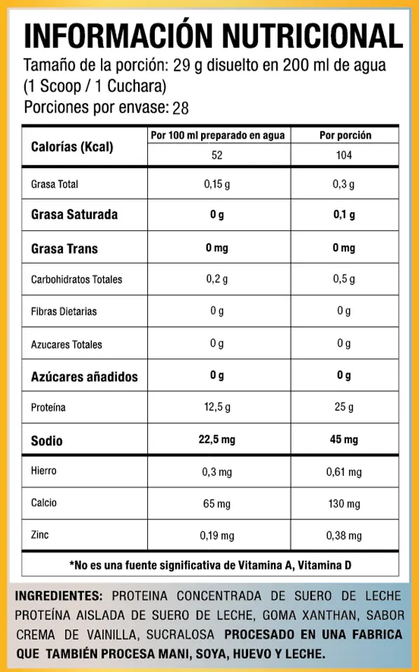 INFORMACIÓN NUTRICIONAL
Tamaño de la porción: 29 g disuelto en 200 ml de agua
(1 Scoop / 1 Cuchara)
Porciones por envase: 28
Calorías (Kcal) Por 100 ml preparado en agua Por porción
52 104
Grasa Total 0,15 g 0,3 g
Grasa Saturada 0 g 0,1 g
Grasa Trans 0 mg 0 mg
Carbohidratos Totales 0,2 g 0,5 g
Fibras Dietarias 0 g 0 g
Azucares Totales 0 g 0 g
Azúcares añadidos 0 g 0 g
Proteína 12,5 g 25 g
Sodio 22,5 mg 45 mg
Hierro 0,3 mg 0,61 mg
Calcio 65 mg 130 mg
Zinc 0,19 mg 0,38 mg
*No es una fuente significativa de Vitamina A, Vitamina D
INGREDIENTES: PROTEINA CONCENTRADA DE SUERO DE LECHE
PROTEÍNA AISLADA DE SUERO DE LECHE, GOMA XANTHAN, SABOR
CREMA DE VAINILLA, SUCRALOSA PROCESADO EN UNA FABRICA
QUE TAMBIÉN PROCESA MANI, SOYA, HUEVO Y LECHE.